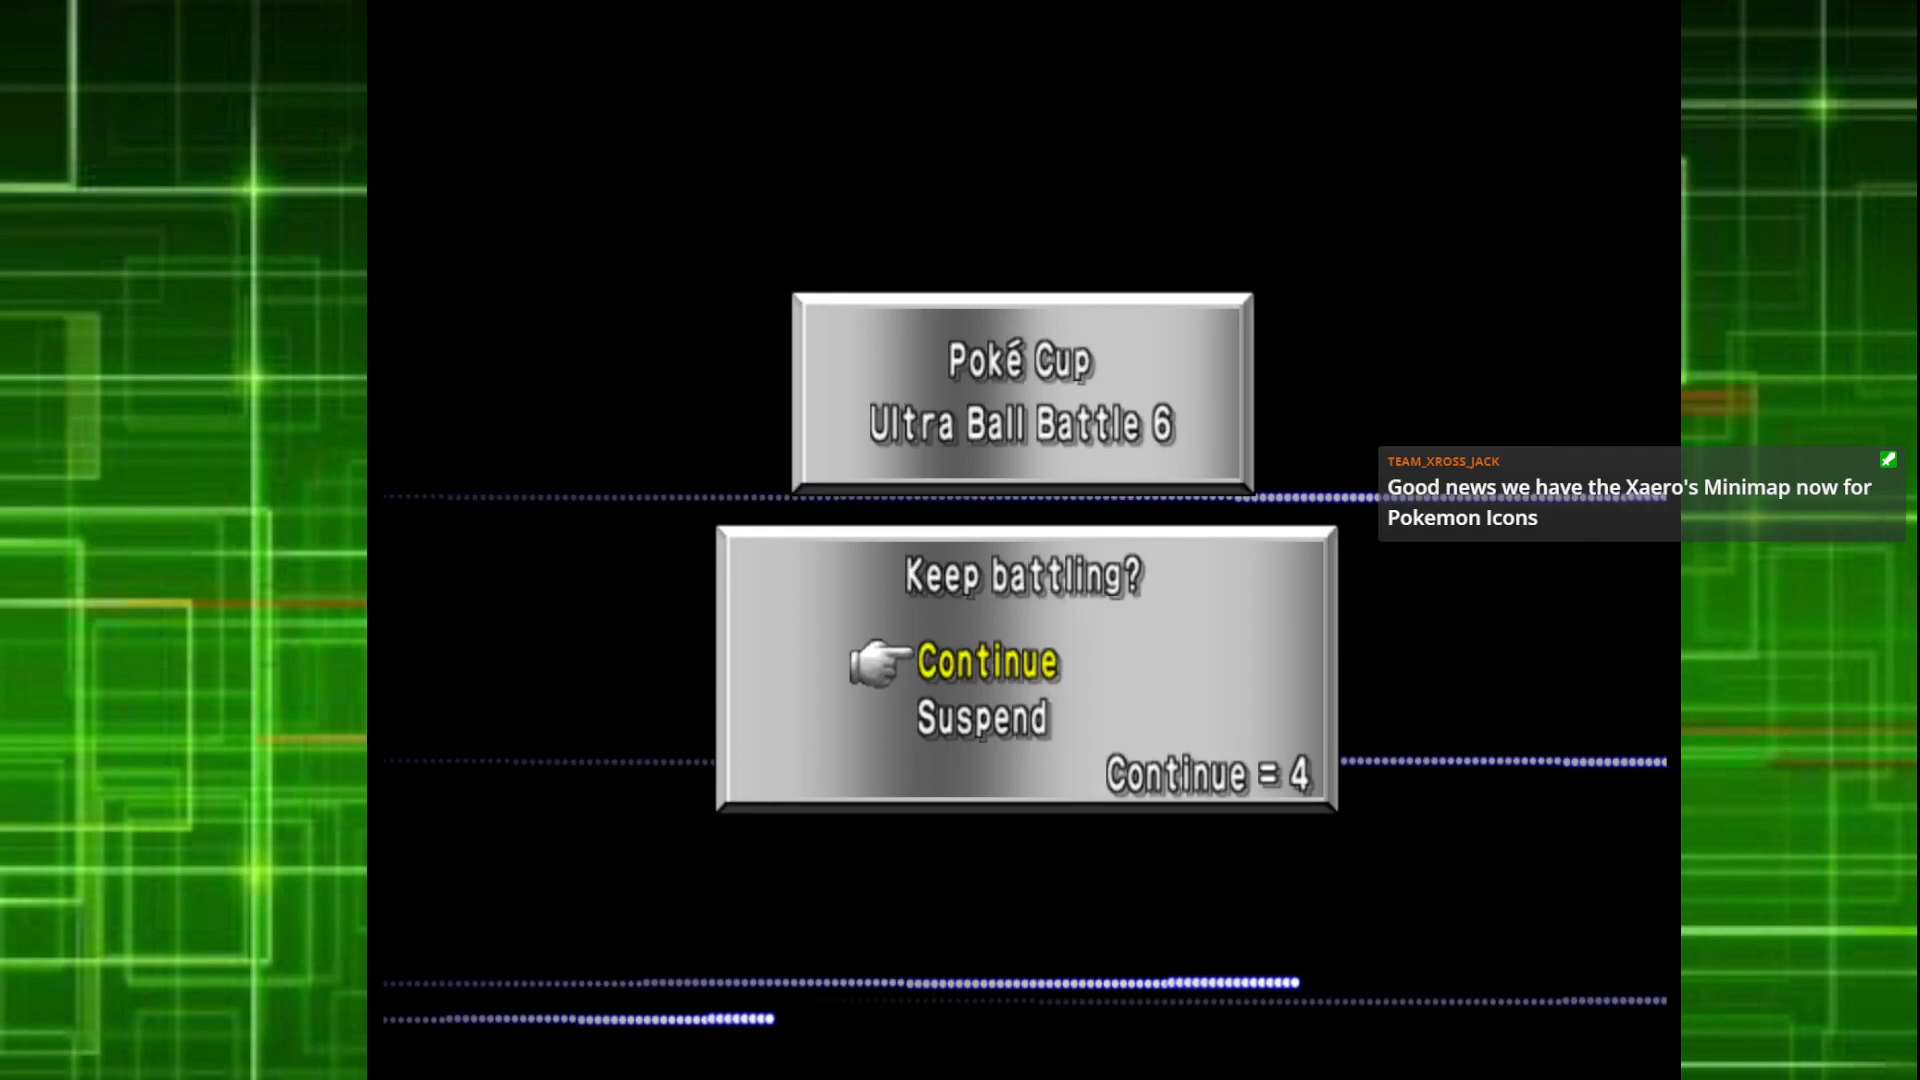 Poké Cup
Ultra Ball Battle 6
TEAM_XROSS_JACK
Good news we have the Xaero's Minimap now for
Pokemon Icons
Keep battling?
Continue
Suspend
Continue = 4